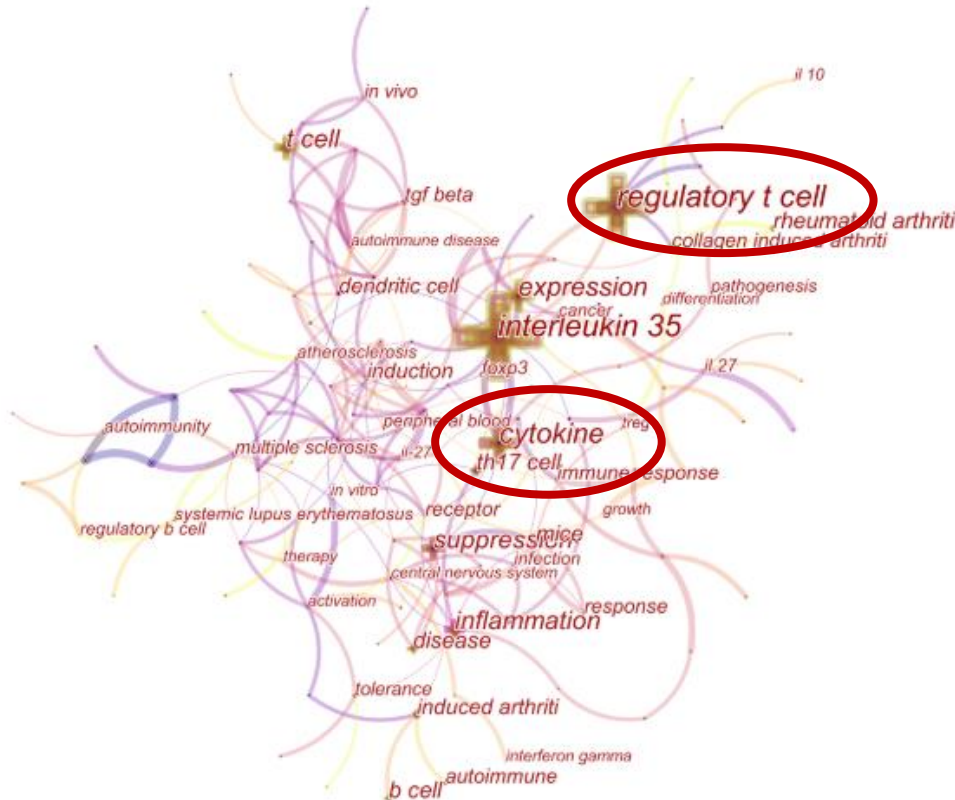 il 10
in vivo
t cell
regulatory t cell
tgf beta
rheumatoid arthriti
autoimmune disease
collagen induced arthriti
dendritic cell
expression
pathogenesis
differentiation
cancer
interleukin 35
atherosclerosis
induction
foxp3
il 27
peripheral blood
treg
autoimmunity
cytokine
multiple sclerosis
il-27
th17 cell
immune response
in vitro
receptor
growth
systemic lupus erythematosus
regulatory b cell
suppression
mice
therapy
infection
central nervous system
activation
response
inflammation
disease
tolerance
induced arthriti
interferon gamma
autoimmune
b cell